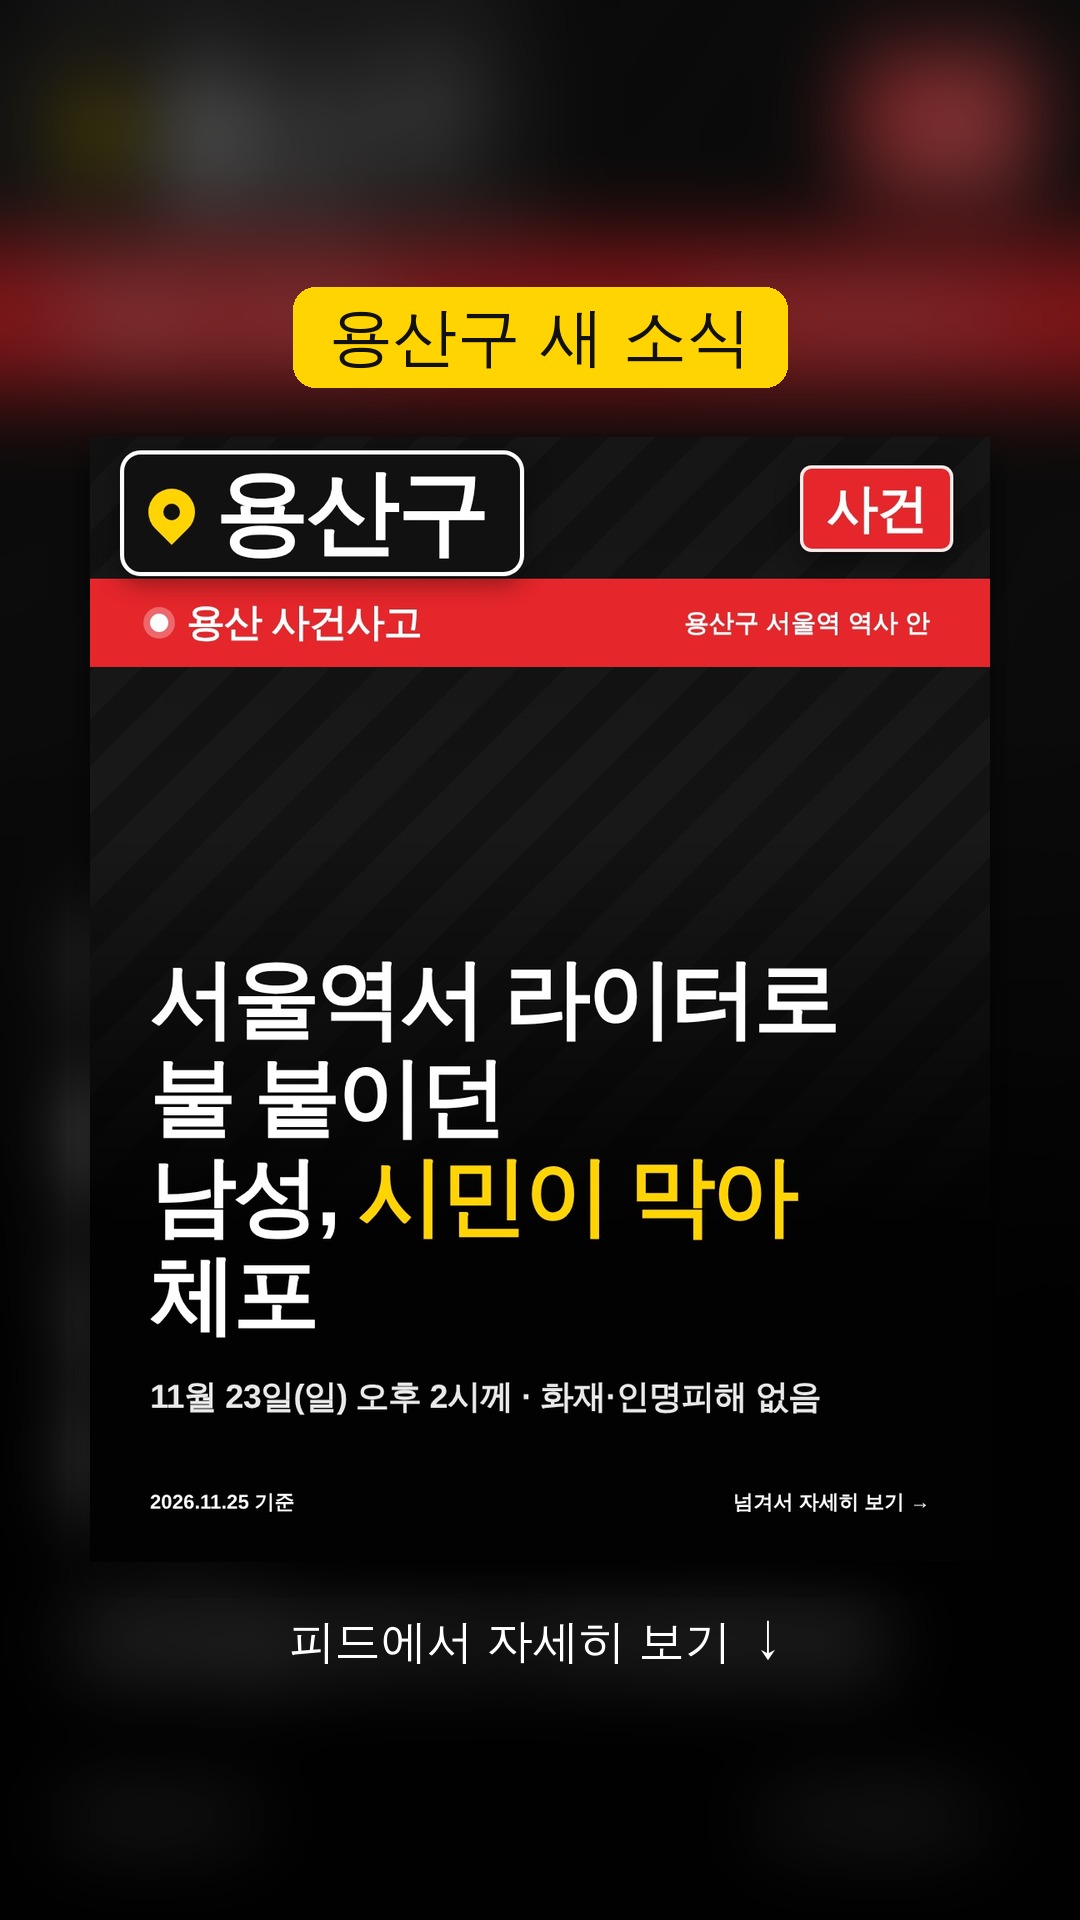 용산구 새 소식
용산구
사건
용산 사건사고
용산구 서울역 역사 안
서울역서 라이터로
불 붙이던
남성, 시민이 막아
체포
11월 23일(일) 오후 2시께 · 화재·인명피해 없음
2026.11.25 기준
넘겨서 자세히 보기 →
피드에서 자세히 보기 ↓